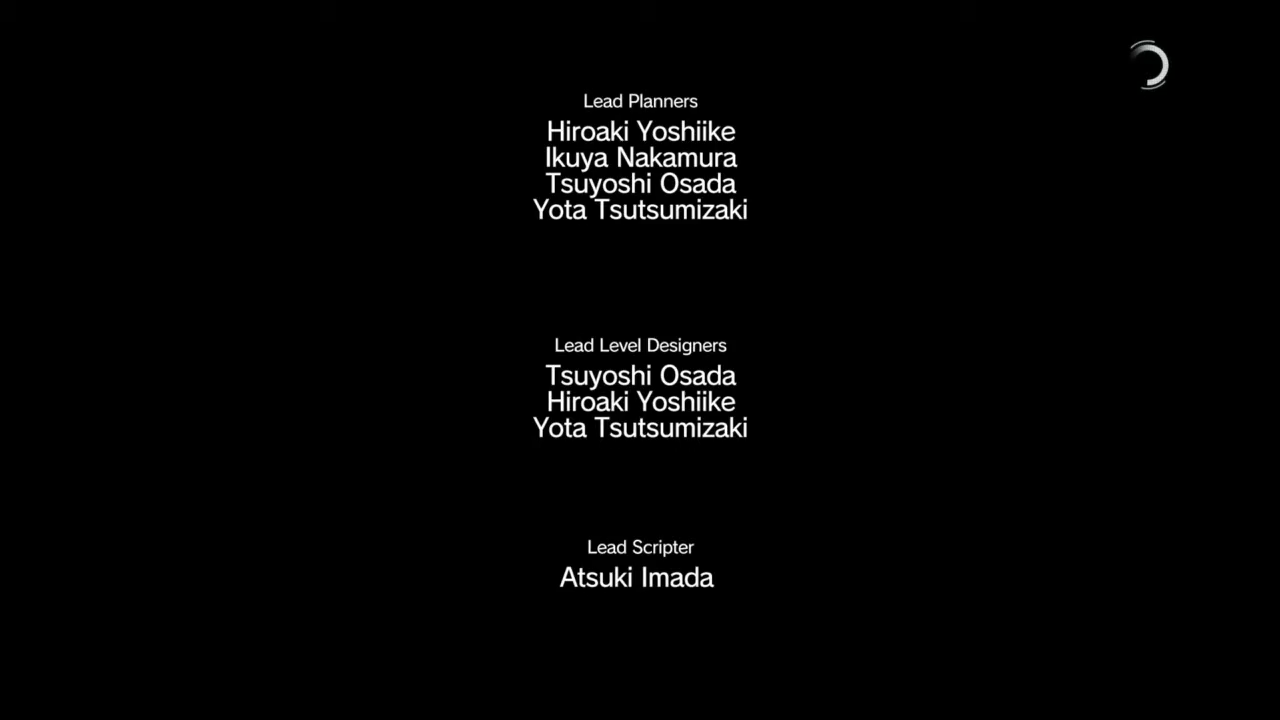 Lead Planners
Hiroaki Yoshiike
Ikuya Nakamura
Tsuyoshi Osada
Yota Tsutsumizaki
Lead Level Designers
Tsuyoshi Osada
Hiroaki Yoshiike
Yota Tsutsumizaki
Lead Scripter
Atsuki Imada